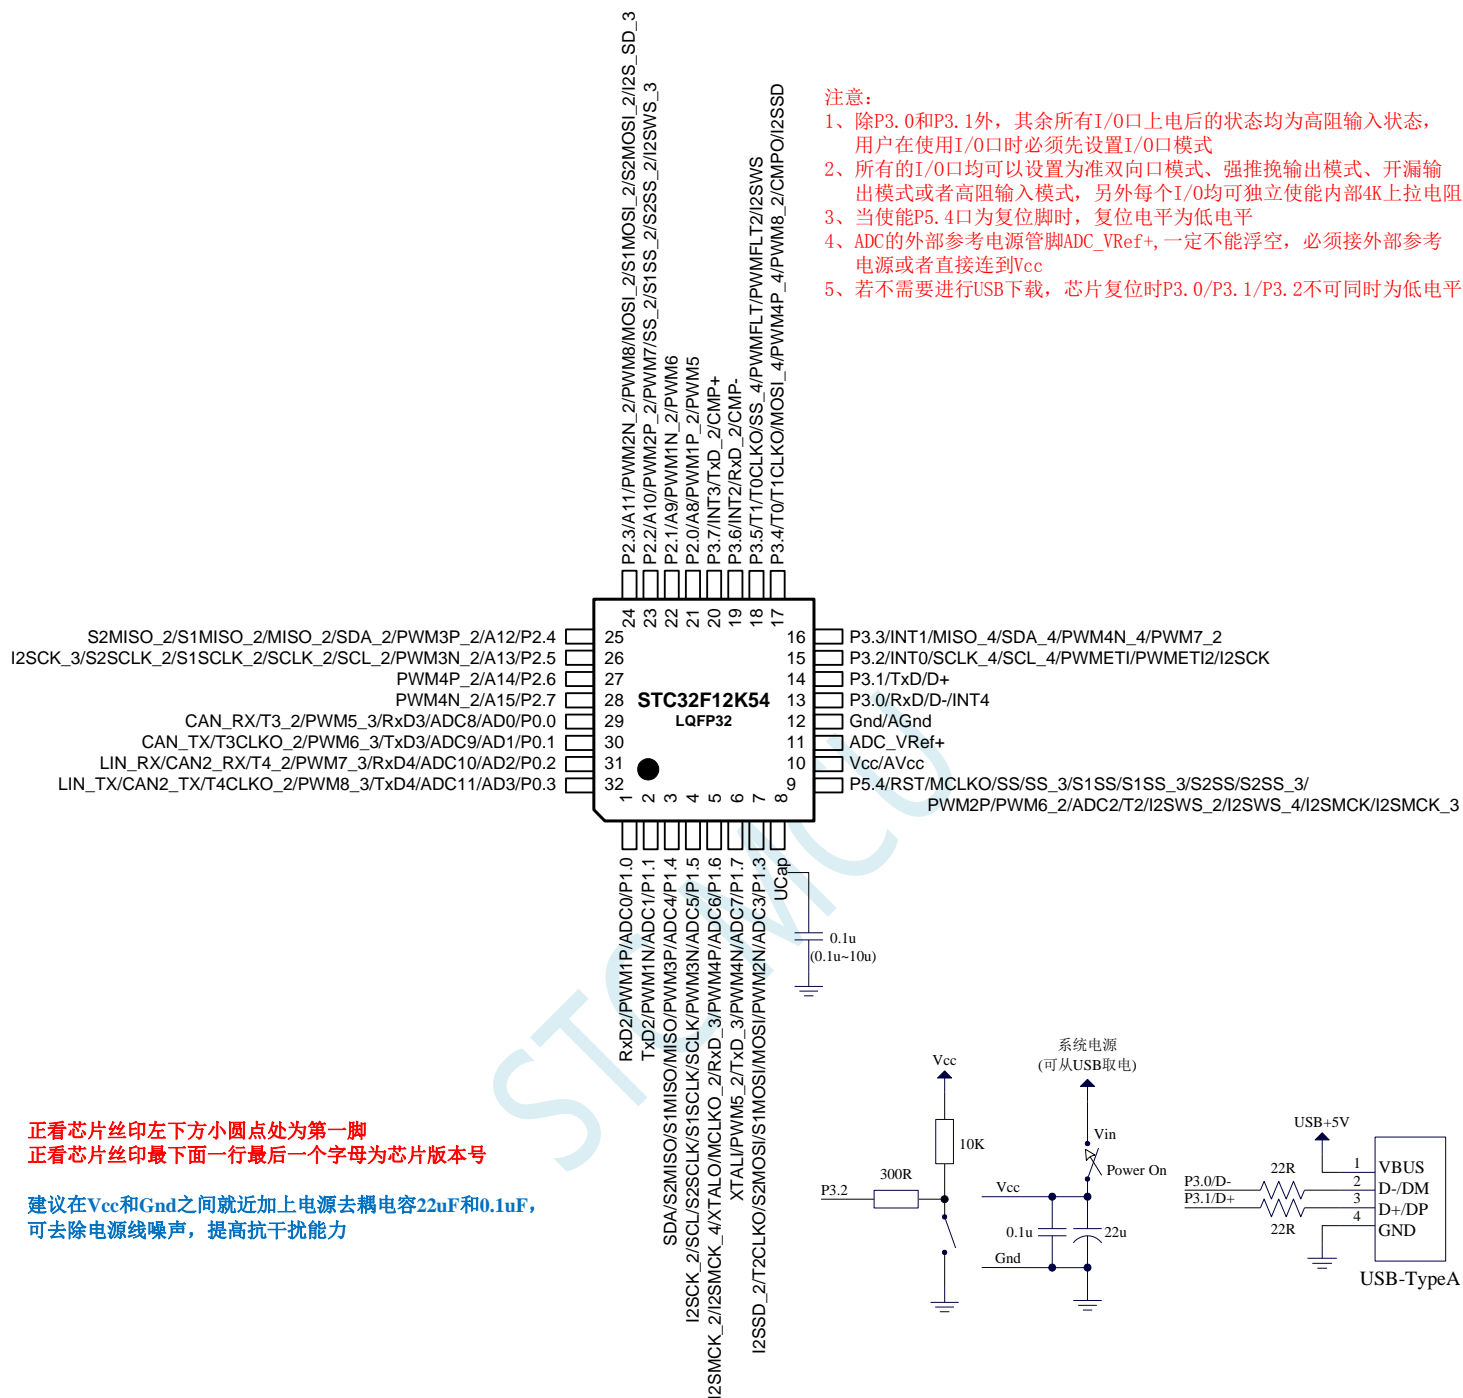 P2.3/A11/PWM2N_2/PWM8/MOSI_2/S1MOSI_2/S2MOSI_2/I2S_SD_3
P2.2/A10/PWM2P_2/PWM7/SS_2/S1SS_2/S2SS_2/I2SWS_3
P2.1/A9/PWM1N_2/PWM6
P2.0/A8/PWM1P_2/PWM5
P3.7/INT3/TxD_2/CMP+
P3.6/INT2/RxD_2/CMP-
P3.5/T1/T0CLKO/SS_4/PWMFLT/PWMFLT2/I2SWS
P3.4/T0/T1CLKO/MOSI_4/PWM4P_4/PWM8_2/CMPO/I2SSD
注意：
1、除P3.0和P3.1外，其余所有I/O口上电后的状态均为高阻输入状态，
用户在使用I/O口时必须先设置I/O口模式
2、所有的I/O口均可以设置为准双向口模式、强推挽输出模式、开漏输
出模式或者高阻输入模式，另外每个I/O均可独立使能内部4K上拉电阻
3、当使能P5.4口为复位脚时，复位电平为低电平
4、ADC的外部参考电源管脚ADC_VRef+,一定不能浮空，必须接外部参考
电源或者直接连到Vcc
5、若不需要进行USB下载，芯片复位时P3.0/P3.1/P3.2不可同时为低电平
24 23 22 21 20 19 18 17
S2MISO_2/S1MISO_2/MISO_2/SDA_2/PWM3P_2/A12/P2.4 25
I2SCK_3/S2SCLK_2/S1SCLK_2/SCLK_2/SCL_2/PWM3N_2/A13/P2.5 26
PWM4P_2/A14/P2.6 27
PWM4N_2/A15/P2.7 28
CAN_RX/T3_2/PWM5_3/RxD3/ADC8/AD0/P0.0 29
CAN_TX/T3CLKO_2/PWM6_3/TxD3/ADC9/AD1/P0.1 30
LIN_RX/CAN2_RX/T4_2/PWM7_3/RxD4/ADC10/AD2/P0.2 31
LIN_TX/CAN2_TX/T4CLKO_2/PWM8_3/TxD4/ADC11/AD3/P0.3 32
STC32F12K54
LQFP32
16 P3.3/INT1/MISO_4/SDA_4/PWM4N_4/PWM7_2
15 P3.2/INT0/SCLK_4/SCL_4/PWMETI/PWMETI2/I2SCK
14 P3.1/TxD/D+
13 P3.0/RxD/D-/INT4
12 Gnd/AGnd
11 ADC_VRef+
10 Vcc/AVcc
9 P5.4/RST/MCLKO/SS/SS_3/S1SS/S1SS_3/S2SS/S2SS_3/
PWM2P/PWM6_2/ADC2/T2/I2SWS_2/I2SWS_4/I2SMCK/I2SMCK_3
1 2 3 4 5 6 7 8
RxD2/PWM1P/ADC0/P1.0
TxD2/PWM1N/ADC1/P1.1
SDA/S2MISO/S1MISO/MISO/PWM3P/ADC4/P1.4
I2SCK_2/SCL/S2SCLK/S1SCLK/SCLK/PWM3N/ADC5/P1.5
I2SMCK_2/I2SMCK_4/XTALO/MCLKO_2/RxD_3/PWM4P/ADC6/P1.6
XTALI/PWM5_2/TxD_3/PWM4N/ADC7/P1.7
I2SSD_2/T2CLKO/S2MOSI/S1MOSI/MOSI/PWM2N/ADC3/P1.3
UCap
0.1u
(0.1u~10u)
STCMCU
正看芯片丝印左下方小圆点处为第一脚
正看芯片丝印最下面一行最后一个字母为芯片版本号
建议在Vcc和Gnd之间就近加上电源去耦电容22uF和0.1uF，
可去除电源线噪声，提高抗干扰能力
Vcc
10K
300R
P3.2
系统电源
(可从USB取电)
Vin
Power On
Vcc
0.1u
22u
Gnd
USB+5V
P3.0/D-
P3.1/D+
22R
22R
1 VBUS
2 D-/DM
3 D+/DP
4 GND
USB-TypeA